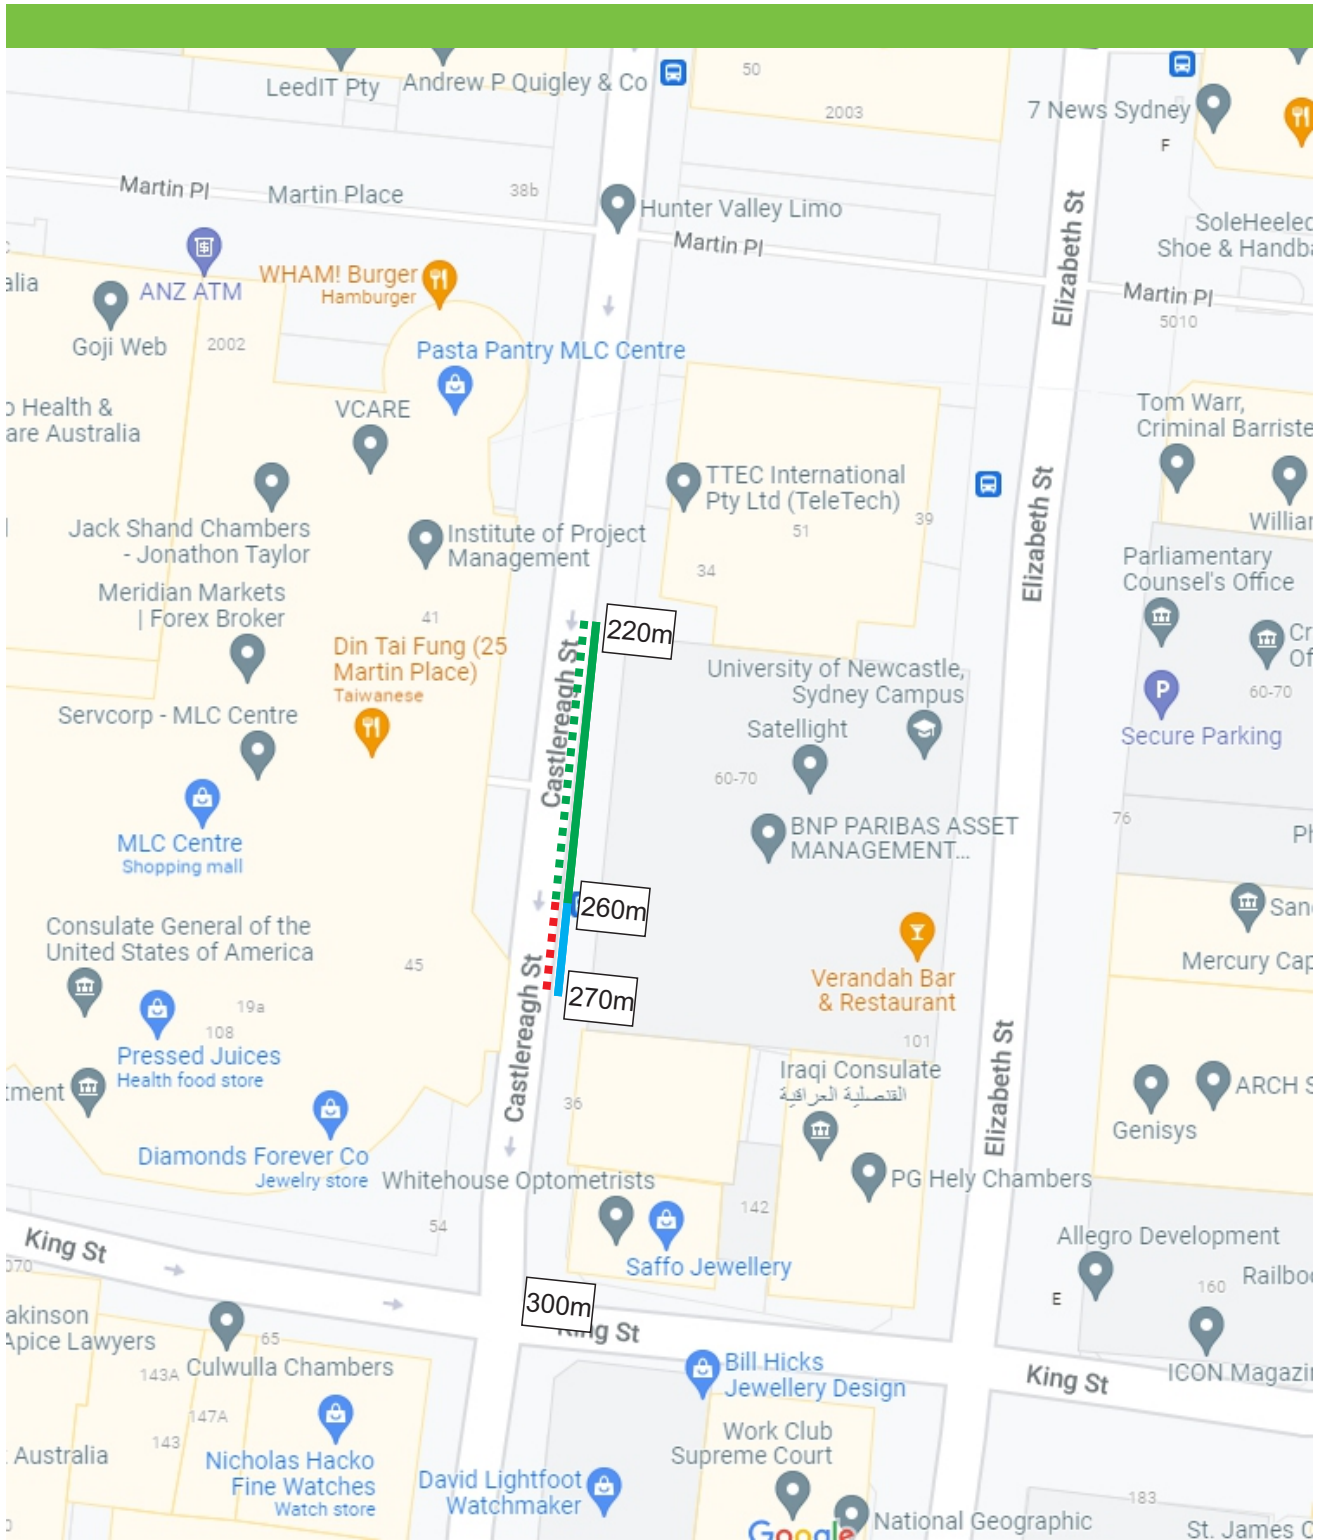 LeedIT Pty
Andrew P Quigley & Co
50
2003
7 News Sydney
F
Martin Pl
Martin Place
38b
Hunter Valley Limo
Martin Pl
Elizabeth St
SoleHeeled
Shoe & Handba
Martin Pl
5010
alia
ANZ ATM
WHAM! Burger
Hamburger
Goji Web
2002
Pasta Pantry MLC Centre
o Health &
are Australia
VCARE
Tom Warr,
Criminal Barriste
TTEC International
Pty Ltd (TeleTech)
51
39
34
Elizabeth St
Willian
Jack Shand Chambers
- Jonathon Taylor
Institute of Project
Management
Parliamentary
Counsel's Office
Meridian Markets
| Forex Broker
41
220m
Din Tai Fung (25
Martin Place)
Taiwanese
Castlereagh St
University of Newcastle,
Sydney Campus
Cr
Of
60-70
Servcorp - MLC Centre
Satellight
60-70
P
Secure Parking
MLC Centre
Shopping mall
BNP PARIBAS ASSET
MANAGEMENT...
76
Ph
260m
San
Consulate General of the
United States of America
45
Castlereagh St
Verandah Bar
& Restaurant
Mercury Cap
270m
19a
108
Pressed Juices
Health food store
101
Elizabeth St
tment
Iraqi Consulate
القنصلية العراقية
36
ARCH S
Genisys
Diamonds Forever Co
Jewelry store
Whitehouse Optometrists
PG Hely Chambers
142
54
King St
070
Saffo Jewellery
Allegro Development
E
160
Railbo
300m
King St
akinson
Apice Lawyers
65
143A
Culwulla Chambers
Bill Hicks
Jewellery Design
King St
ICON Magazi
147A
143
Australia
Nicholas Hacko
Fine Watches
Watch store
Work Club
Supreme Court
David Lightfoot
Watchmaker
183
Google
National Geographic
St. James C